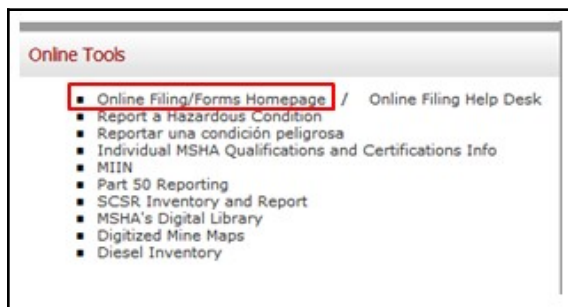 Online Tools
Online Filing/Forms Homepage / Online Filing Help Desk
Report a Hazardous Condition
Reportar una condición peligrosa
Individual MSHA Qualifications and Certifications Info
MIIN
Part 50 Reporting
SCSR Inventory and Report
MSHA's Digital Library
Digitized Mine Maps
Diesel Inventory